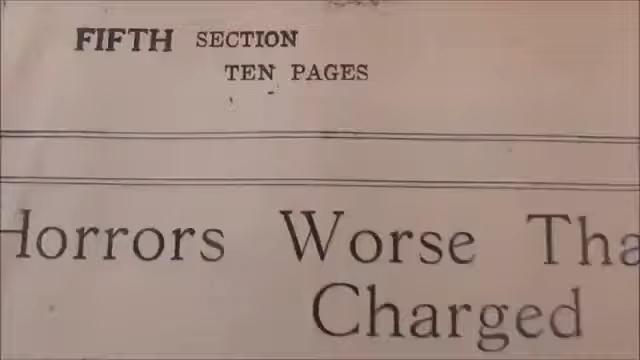 FIFTH SECTION
TEN PAGES
Horrors Worse Tha
Charged